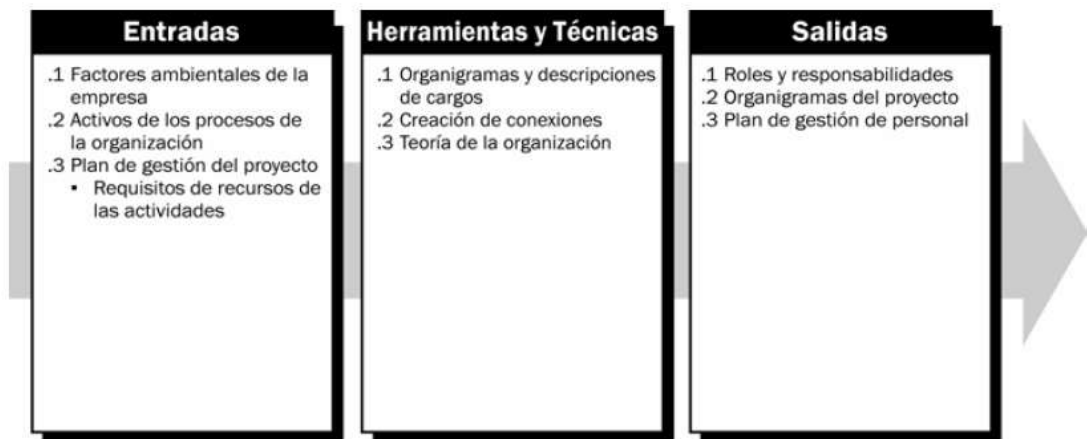 Entradas
.1 Factores ambientales de la
empresa
.2 Activos de los procesos de
la organización
.3 Plan de gestión del proyecto
▪ Requisitos de recursos de
las actividades
Herramientas y Técnicas
.1 Organigramas y descripciones
de cargos
.2 Creación de conexiones
.3 Teoría de la organización
Salidas
.1 Roles y responsabilidades
.2 Organigramas del proyecto
.3 Plan de gestión de personal